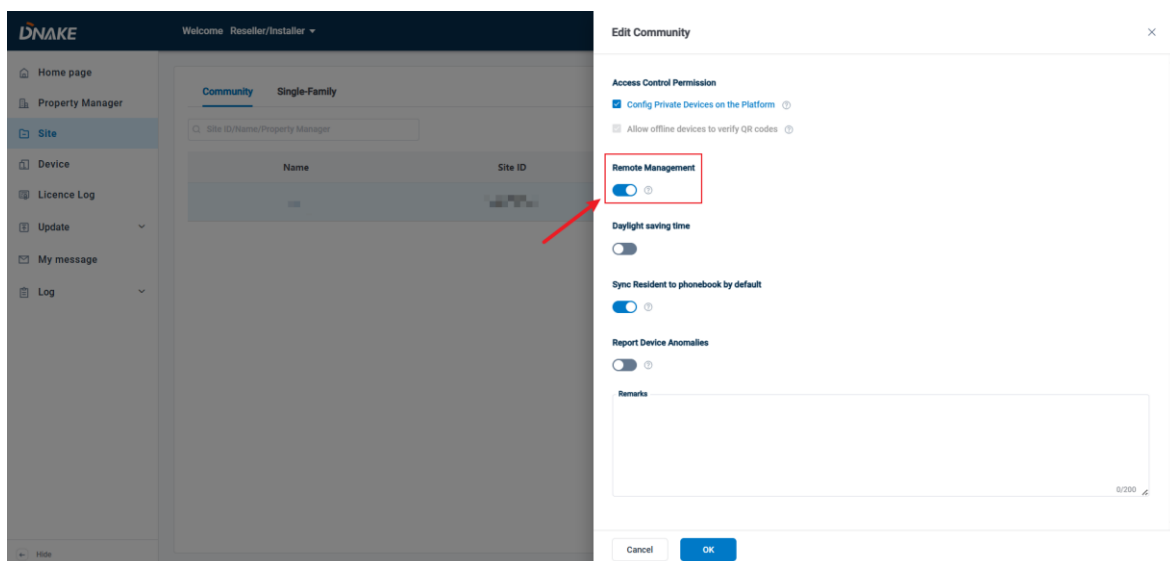 DNAKE
Welcome Reseller/Installer
Home page
Property Manager
Site
Device
Licence Log
Update
My message
Log
Hide
Community Single-Family
Site ID/Name/Property Manager
Name Site ID
Edit Community
Access Control Permission
Config Private Devices on the Platform
Allow offline devices to verify QR codes
Remote Management
Daylight saving time
Sync Resident to phonebook by default
Report Device Anomalies
Remarks
0/200
Cancel OK